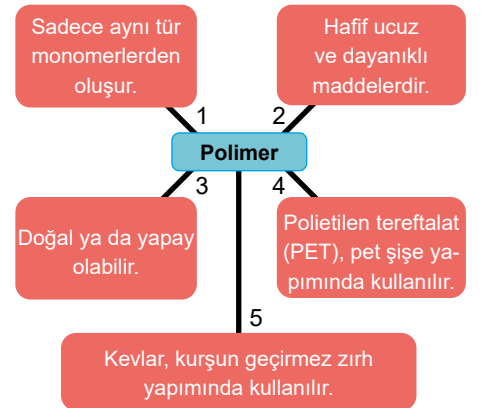 Sadece aynı tür
monomerlerden
oluşur.
1
Hafif ucuz
ve dayanıklı
maddelerdir.
2
Polimer
3
Doğal ya da yapay
olabilir.
4
Polietilen tereftalat
(PET), pet şişe ya-
pımında kullanılır.
5
Kevlar, kurşun geçirmez zırh
yapımında kullanılır.